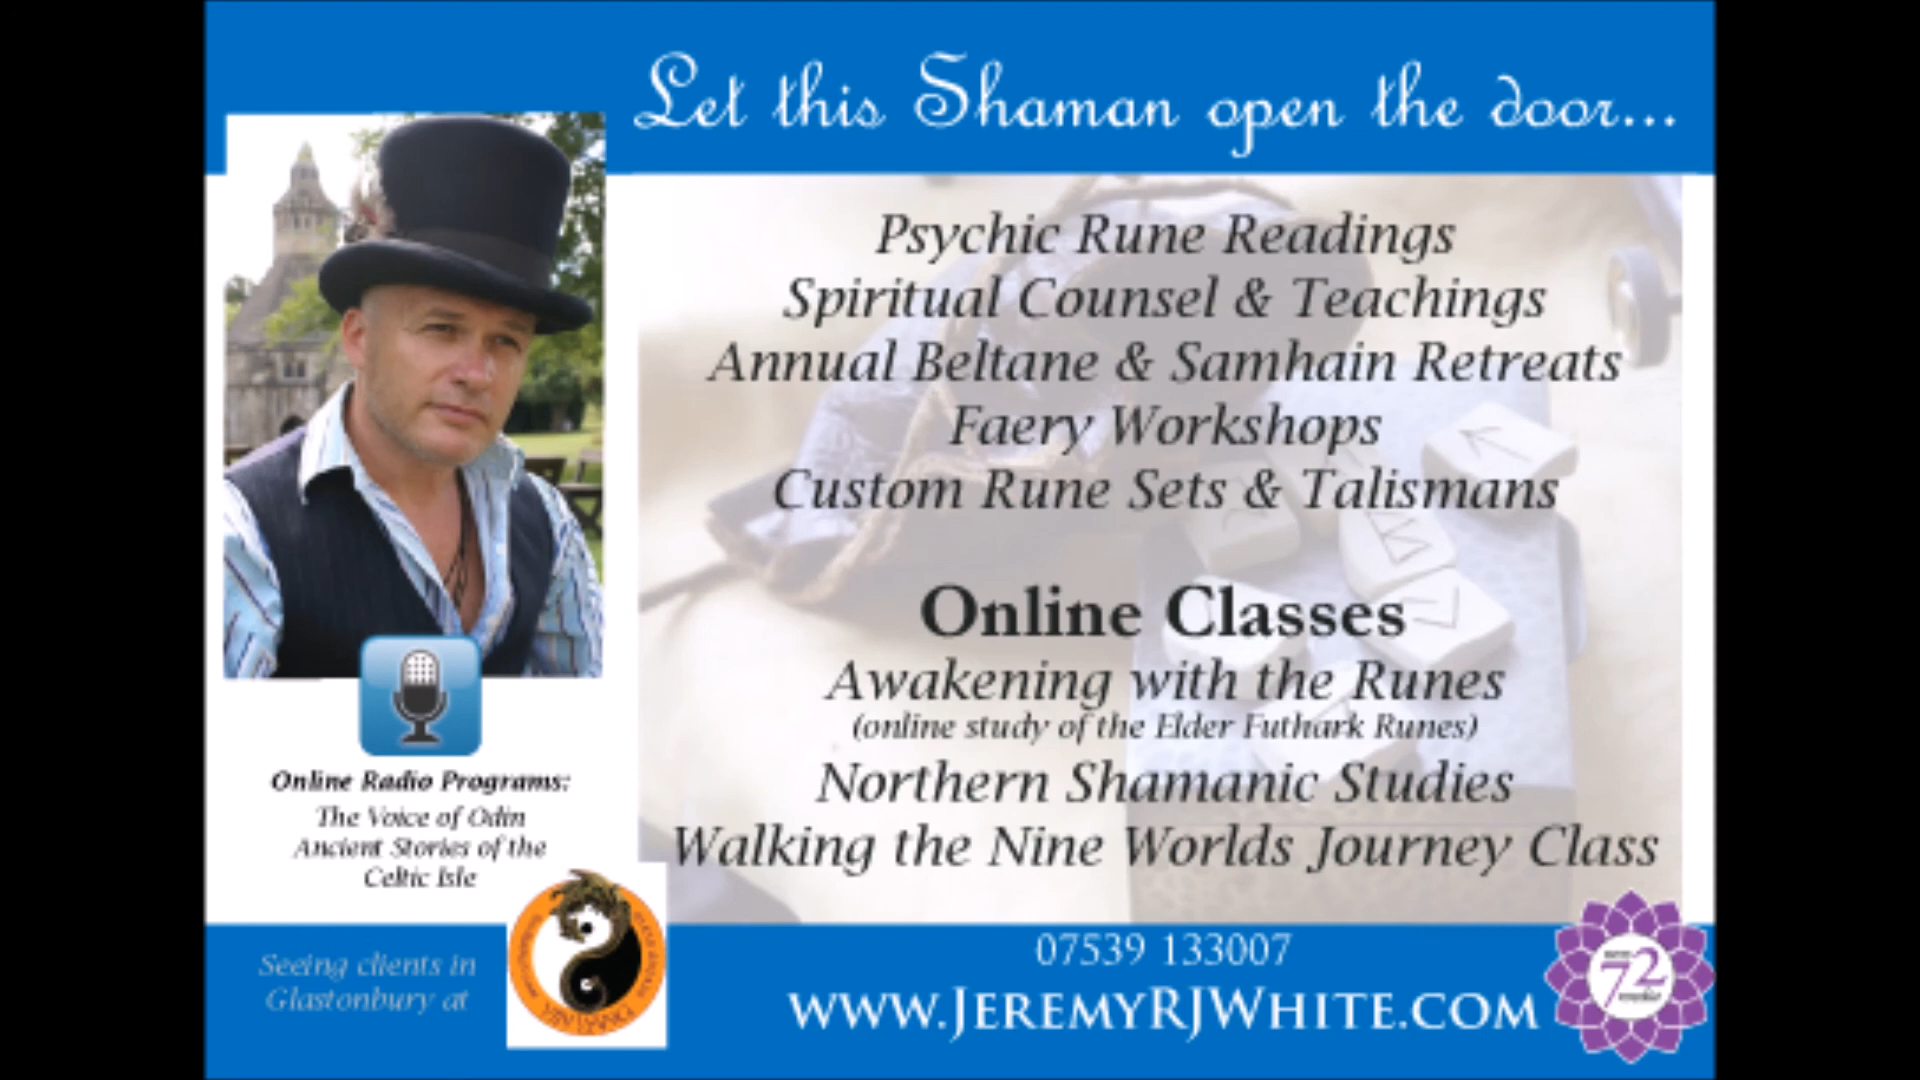 Let this Shaman open the door...
Psychic Rune Readings
Spiritual Counsel & Teachings
Annual Beltane & Samhain Retreats
Faery Workshops
Custom Rune Sets & Talismans
Online Classes
Awakening with the Runes
(online study of the Elder Futhark Runes)
Northern Shamanic Studies
Walking the Nine Worlds Journey Class
Online Radio Programs:
The Voice of Odin
Ancient Stories of the
Celtic Isle
Seeing clients in
Glastonbury at
YIN YANG
07539 133007
WWW.JEREMYRJWHITE.COM
72